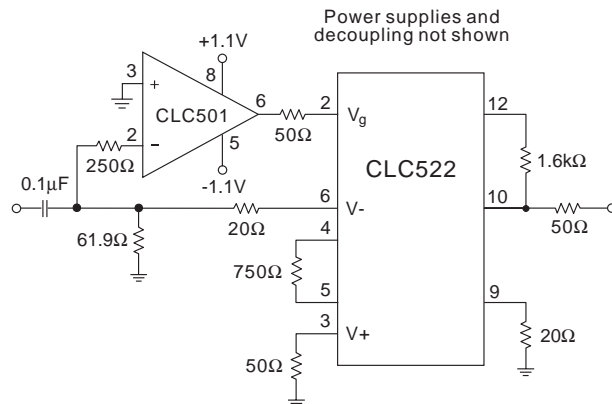 Power supplies and
decoupling not shown
+1.1V
3
+
8
CLC501
6
50Ω
2
Vg
12
2
−
5
250Ω
-1.1V
CLC522
1.6kΩ
0.1µF
6
V-
10
20Ω
50Ω
61.9Ω
4
750Ω
5
9
3
V+
20Ω
50Ω